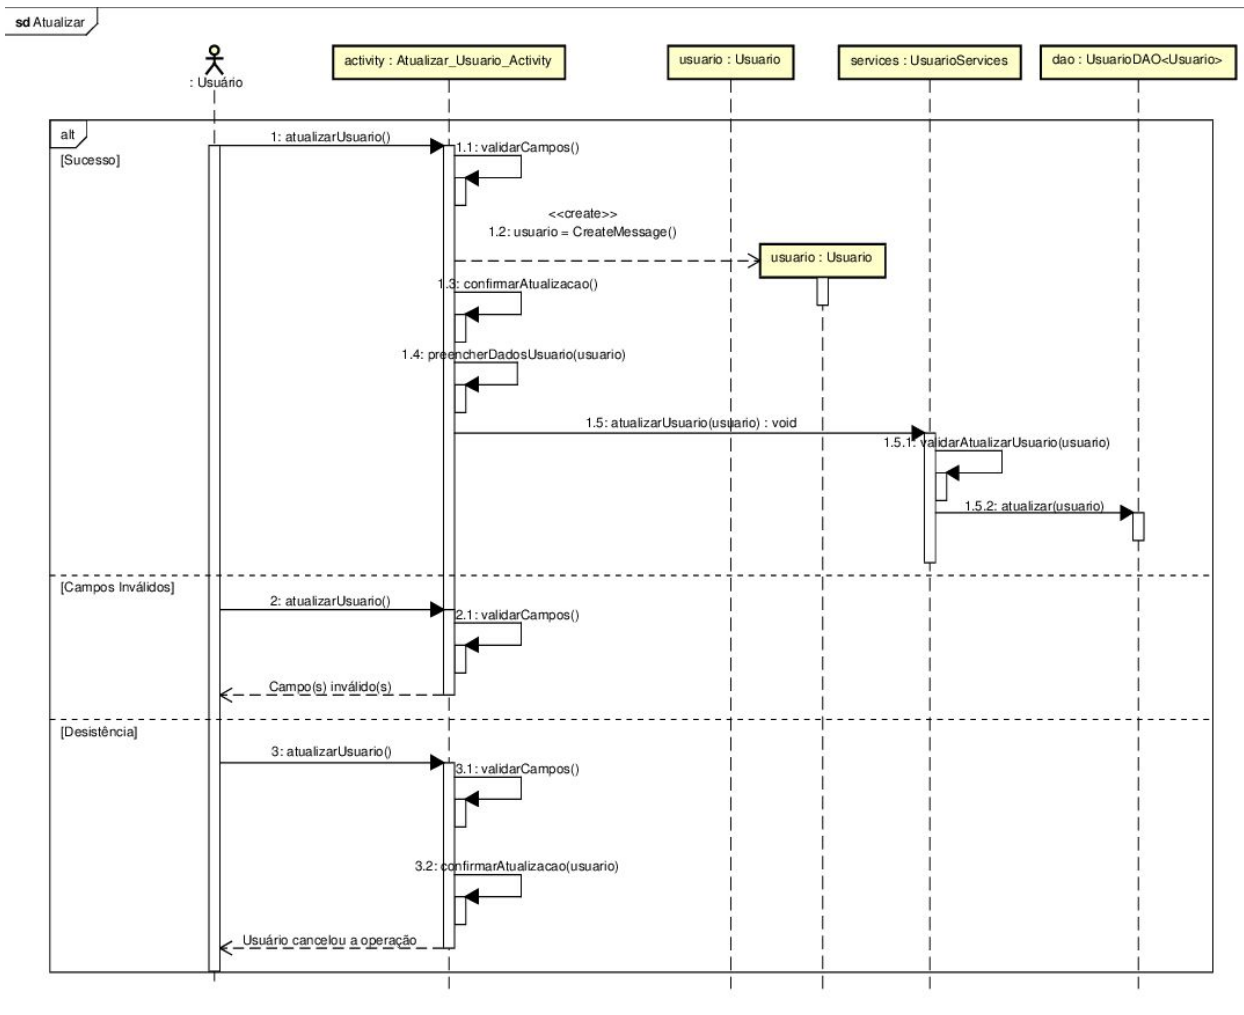 sd Atualizar
: Usuário
activity : Atualizar_Usuario_Activity
usuario : Usuario
services : UsuarioServices
dao : UsuarioDAO<Usuario>
alt
[Sucesso]
1: atualizarUsuario()
1.1: validarCampos()
<<create>>
1.2: usuario = CreateMessage()
usuario : Usuario
1.3: confirmarAtualizacao()
1.4: preencherDadosUsuario(usuario)
1.5: atualizarUsuario(usuario) : void
1.5.1: validarAtualizarUsuario(usuario)
1.5.2: atualizar(usuario)
[Campos Inválidos]
2: atualizarUsuario()
2.1: validarCampos()
Campo(s) inválido(s)
[Desistência]
3: atualizarUsuario()
3.1: validarCampos()
3.2: confirmarAtualizacao(usuario)
Usuário cancelou a operação